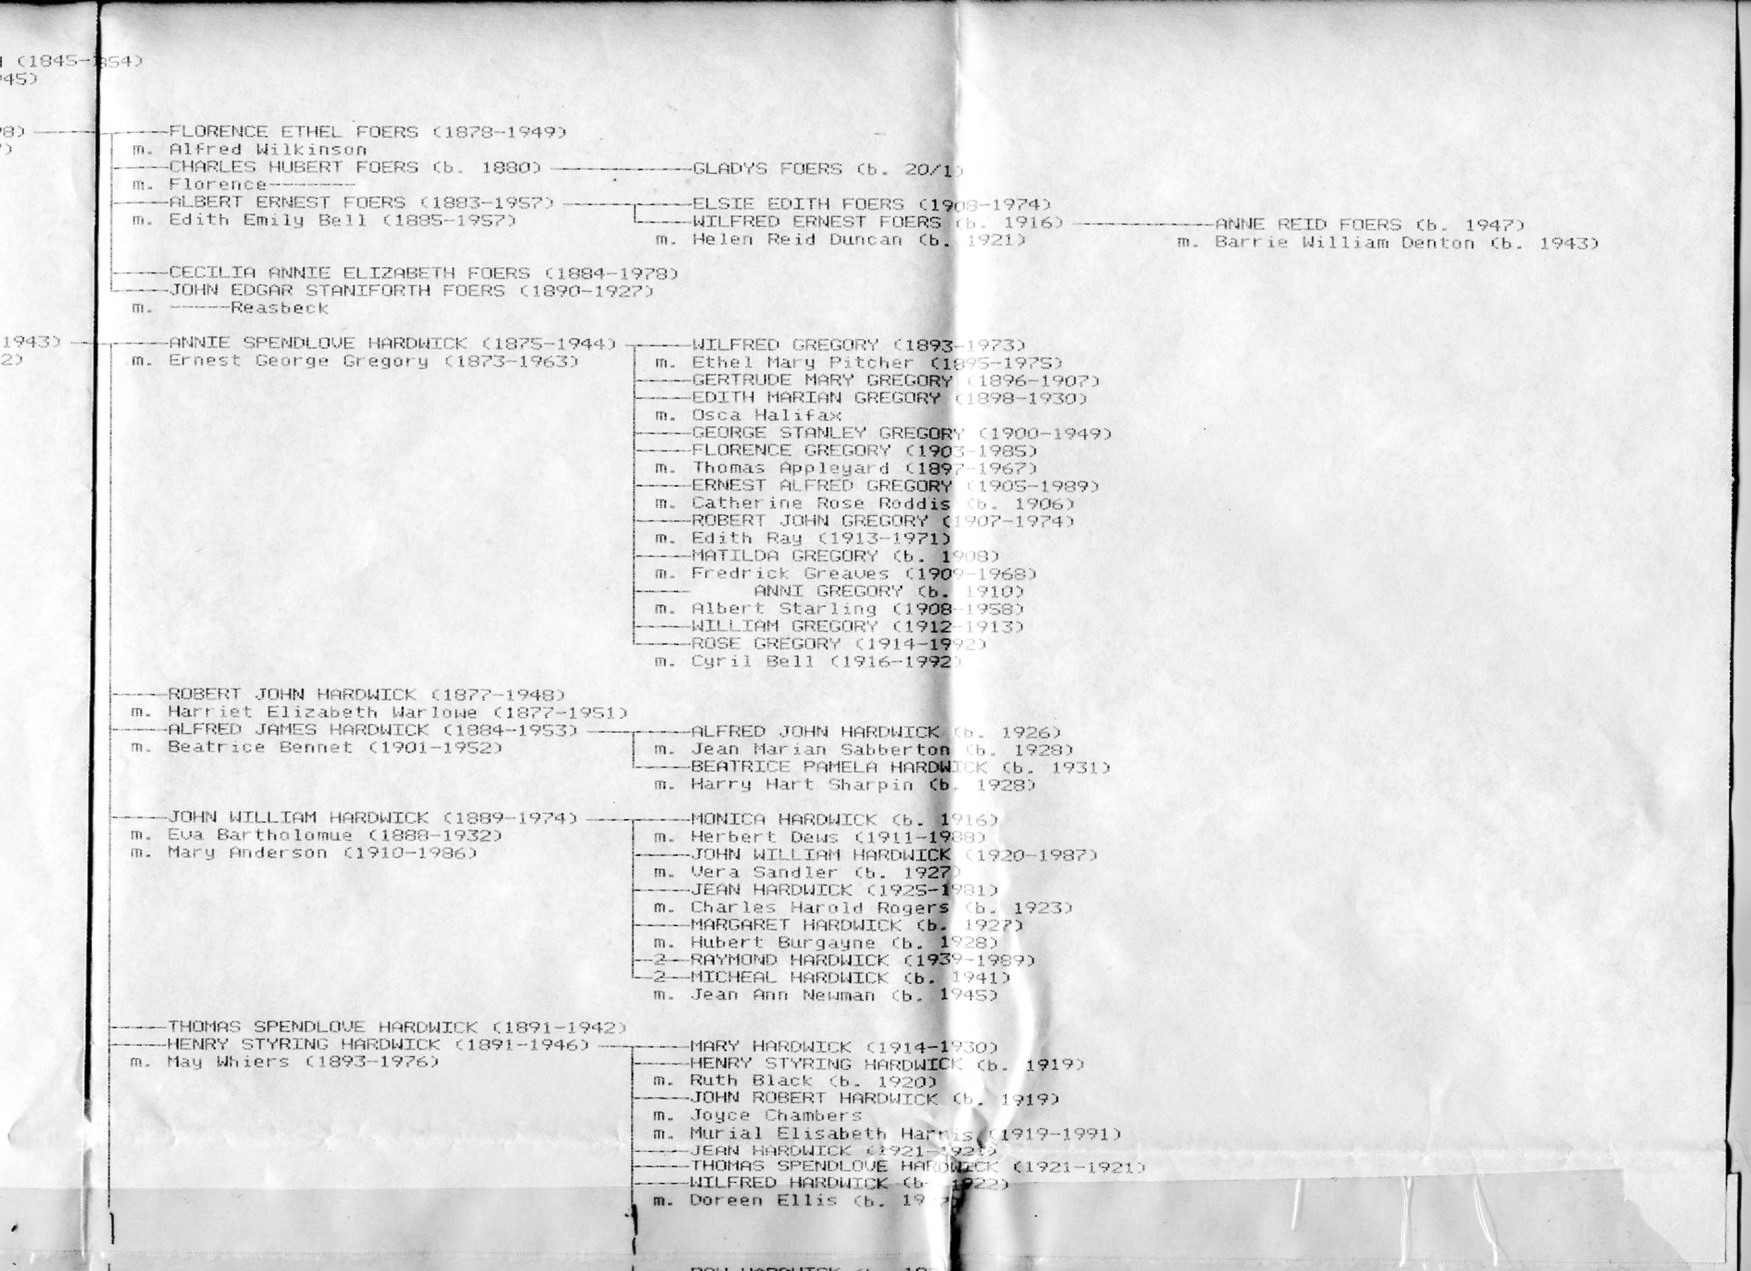 (1845-1854)
945)
8) FLORENCE ETHEL FOERS (1878-1949)
m. Alfred Wilkinson
CHARLES HUBERT FOERS (b. 1880) GLADYS FOERS (b. 20/1)
m. Florence-------
ALBERT ERNEST FOERS (1883-1957) ELSIE EDITH FOERS (1908-1974)
m. Edith Emily Bell (1885-1957) WILFRED ERNEST FOERS (b. 1916) ANNE REID FOERS (b. 1947)
m. Helen Reid Duncan (b. 1921) m. Barrie William Denton (b. 1943)
CECILIA ANNIE ELIZABETH FOERS (1884-1978)
JOHN EDGAR STANIFORTH FOERS (1890-1927)
m. -----Reasbeck
1943) ANNIE SPENDLOVE HARDWICK (1875-1944) WILFRED GREGORY (1893-1973)
2) m. Ernest George Gregory (1873-1963) m. Ethel Mary Pitcher (1895-1975)
GERTRUDE MARY GREGORY (1896-1907)
EDITH MARIAN GREGORY (1898-1930)
m. Osca Halifax
GEORGE STANLEY GREGORY (1900-1949)
FLORENCE GREGORY (1903-1985)
m. Thomas Appleyard (1897-1967)
ERNEST ALFRED GREGORY (1905-1989)
m. Catherine Rose Roddis (b. 1906)
ROBERT JOHN GREGORY (1907-1974)
m. Edith Ray (1913-1971)
MATILDA GREGORY (b. 1908)
m. Fredrick Greaves (1909-1968)
ANNI GREGORY (b. 1910)
m. Albert Starling (1908-1958)
WILLIAM GREGORY (1912-1913)
ROSE GREGORY (1914-1992)
m. Cyril Bell (1916-1992)
ROBERT JOHN HARDWICK (1877-1948)
m. Harriet Elizabeth Warlowe (1877-1951)
ALFRED JAMES HARDWICK (1884-1953) ALFRED JOHN HARDWICK (b. 1926)
m. Beatrice Bennet (1901-1952) m. Jean Marian Sabberton (b. 1928)
BEATRICE PAMELA HARDWICK (b. 1931)
m. Harry Hart Sharpin (b. 1928)
JOHN WILLIAM HARDWICK (1889-1974) MONICA HARDWICK (b. 1916)
m. Eva Bartholomue (1888-1932) m. Herbert Dews (1911-1988)
m. Mary Anderson (1910-1986) JOHN WILLIAM HARDWICK (1920-1987)
m. Vera Sandler (b. 1927)
JEAN HARDWICK (1925-1981)
m. Charles Harold Rogers (b. 1923)
MARGARET HARDWICK (b. 1927)
m. Hubert Burgayne (b. 1928)
2 RAYMOND HARDWICK (1939-1989)
2 MICHEAL HARDWICK (b. 1941)
m. Jean Ann Newman (b. 1945)
THOMAS SPENDLOVE HARDWICK (1891-1942)
HENRY STYRING HARDWICK (1891-1946) MARY HARDWICK (1914-1930)
m. May Whiers (1893-1976) HENRY STYRING HARDWICK (b. 1919)
m. Ruth Black (b. 1920)
JOHN ROBERT HARDWICK (b. 1919)
m. Joyce Chambers
m. Murial Elisabeth Harris (1919-1991)
JEAN HARDWICK (1921-1921)
THOMAS SPENDLOVE HARDWICK (1921-1921)
WILFRED HARDWICK (b. 1922)
m. Doreen Ellis (b. 19